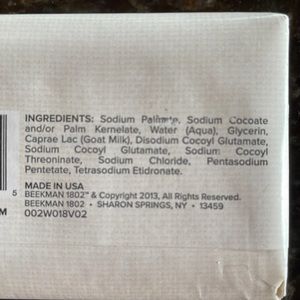 INGREDIENTS: Sodium Palmate, Sodium Cocoate
and/or Palm Kernelate, Water (Aqua), Glycerin,
Caprae Lac (Goat Milk), Disodium Cocoyl Glutamate,
Sodium Cocoyl Glutamate, Sodium Cocoyl
Threoninate, Sodium Chloride, Pentasodium
Pentetate, Tetrasodium Etidronate.
MADE IN USA
5 BEEKMAN 1802™ & Copyright 2013, All Rights Reserved.
BEEKMAN 1802 • SHARON SPRINGS, NY • 13459
M 002W018V02